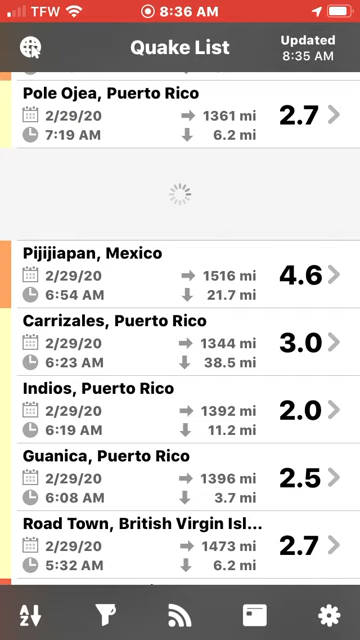 TFW 8:36 AM
Quake List
Updated
8:35 AM
Pole Ojea, Puerto Rico
2/29/20 1361 mi
7:19 AM 6.2 mi
2.7
Pijijiapan, Mexico
2/29/20 1516 mi
6:54 AM 21.7 mi
4.6
Carrizales, Puerto Rico
2/29/20 1344 mi
6:23 AM 38.5 mi
3.0
Indios, Puerto Rico
2/29/20 1392 mi
6:19 AM 11.2 mi
2.0
Guanica, Puerto Rico
2/29/20 1396 mi
6:08 AM 3.7 mi
2.5
Road Town, British Virgin Isl...
2/29/20 1473 mi
5:32 AM 6.2 mi
2.7
A
Z